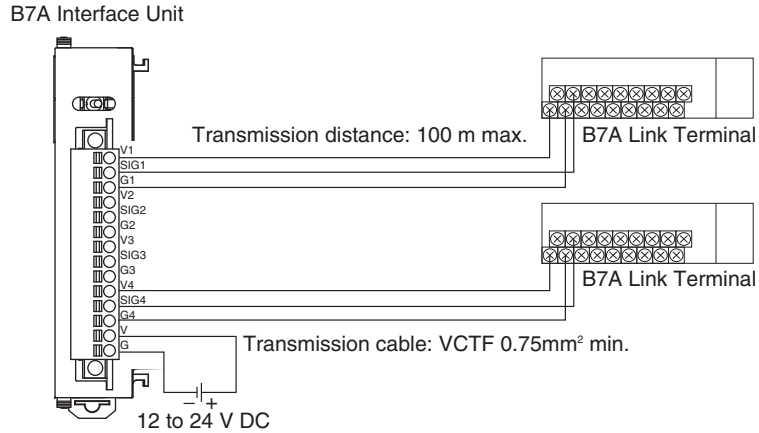 B7A Interface Unit
Transmission distance: 100 m max.
B7A Link Terminal
V1
SIG1
G1
V2
SIG2
G2
V3
SIG3
G3
V4
SIG4
G4
V
G
B7A Link Terminal
Transmission cable: VCTF 0.75mm² min.
− +
12 to 24 V DC